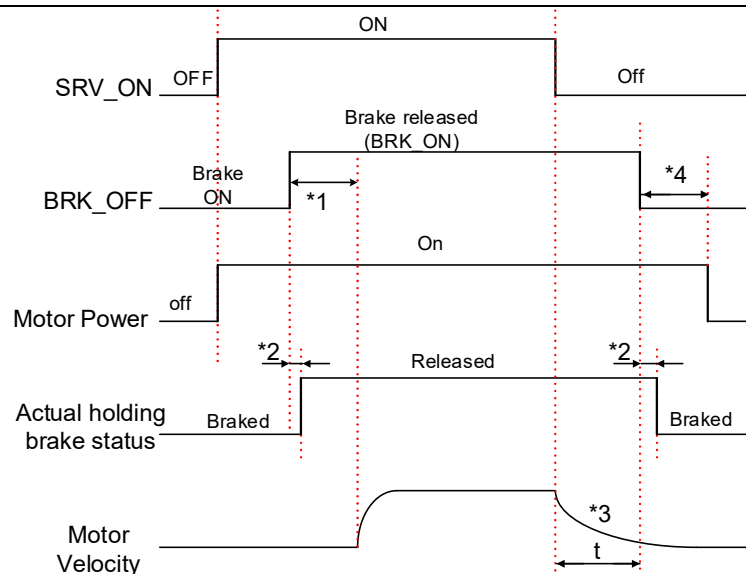 ON
OFF
Off
SRV_ON
Brake released
(BRK_ON)
Brake
ON
*4
BRK_OFF
*1
On
off
Motor Power
*2
Released
*2
Actual holding
brake status
Braked
Braked
*3
Motor
Velocity
t